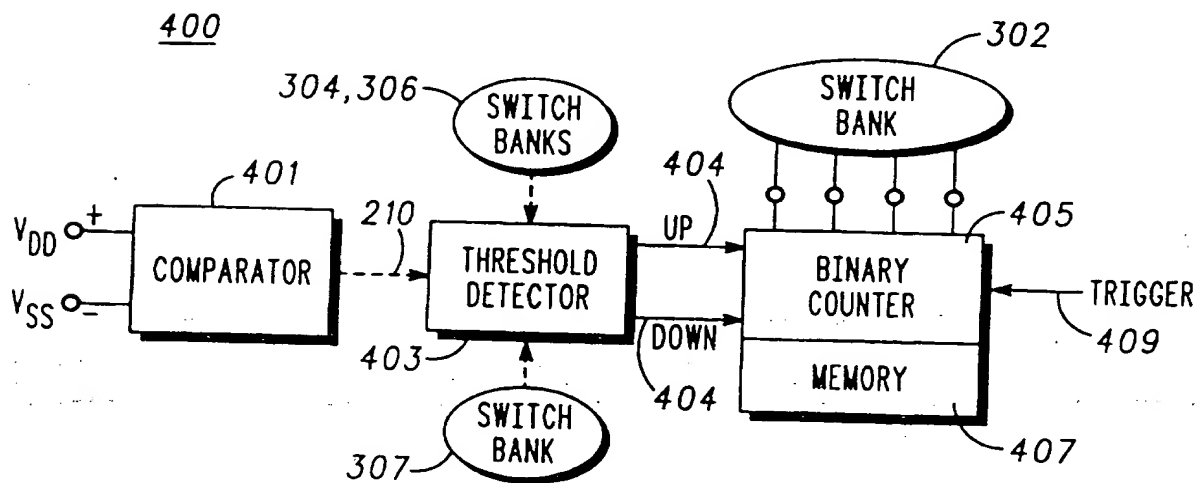 400
302
304, 306
SWITCH
BANKS
SWITCH
BANK
401
404
210
405
VDD
+
UP
COMPARATOR
THRESHOLD
DETECTOR
BINARY
COUNTER
TRIGGER
VSS
-
DOWN
409
403
MEMORY
404
SWITCH
BANK
307
407